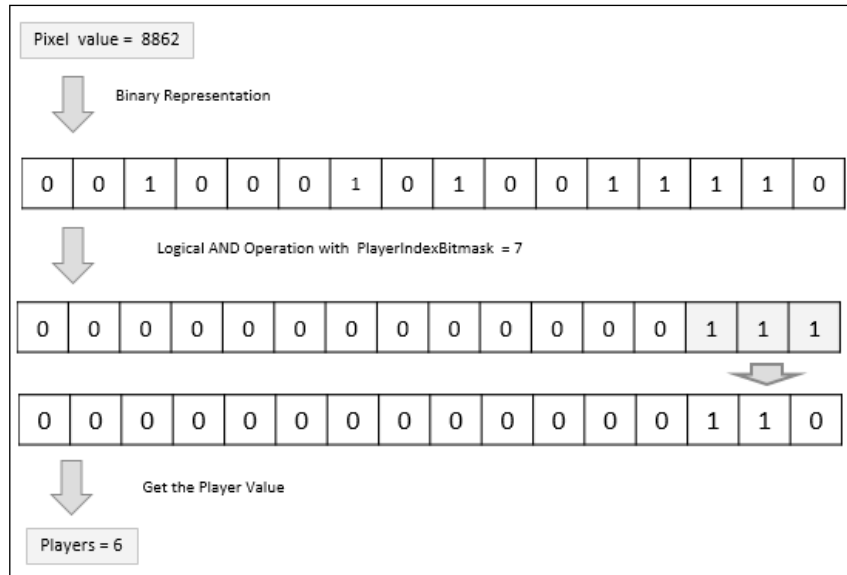 Pixel value = 8862
Binary Representation
0 0 1 0 0 0 1 0 1 0 0 1 1 1 1 0
Logical AND Operation with PlayerIndexBitmask = 7
0 0 0 0 0 0 0 0 0 0 0 0 0 1 1 1
0 0 0 0 0 0 0 0 0 0 0 0 0 1 1 0
Get the Player Value
Players = 6